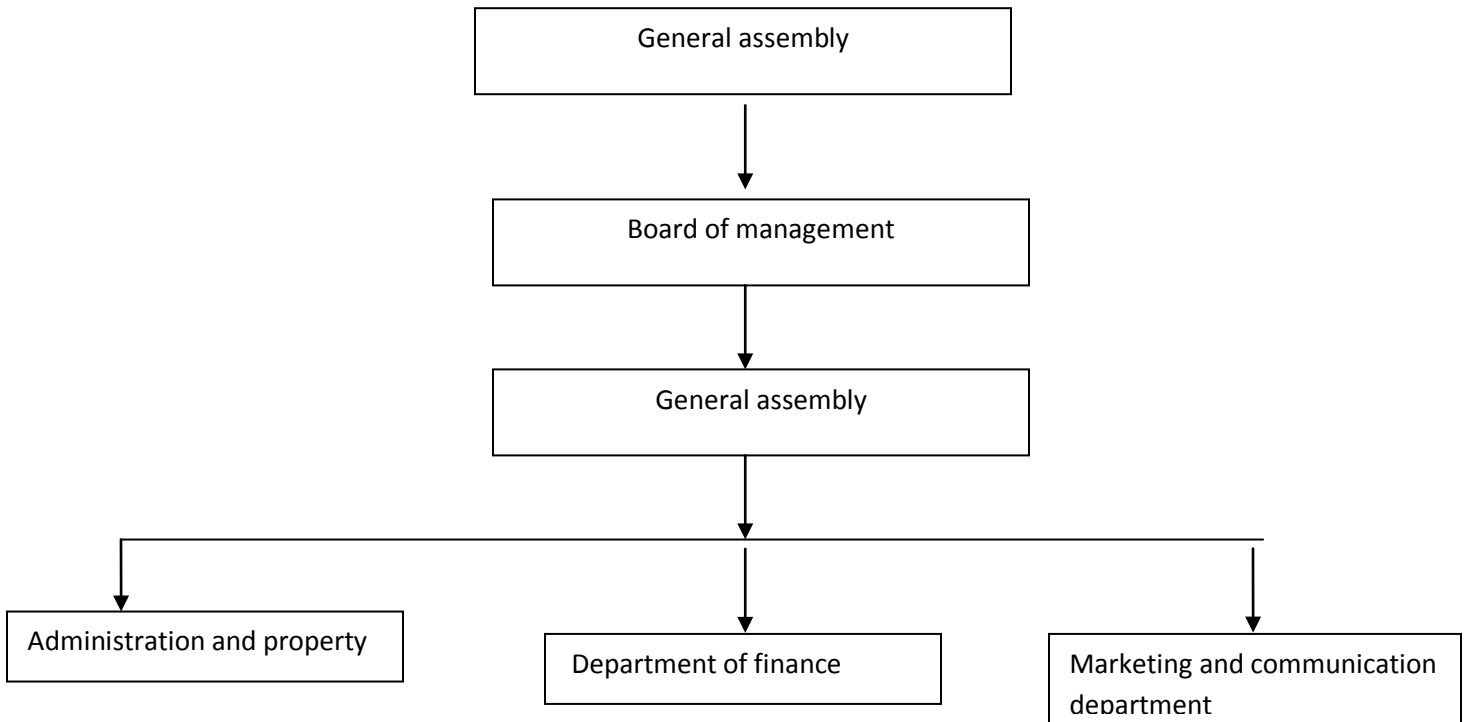 General assembly
Board of management
General assembly
Administration and property
Department of finance
Marketing and communication
department